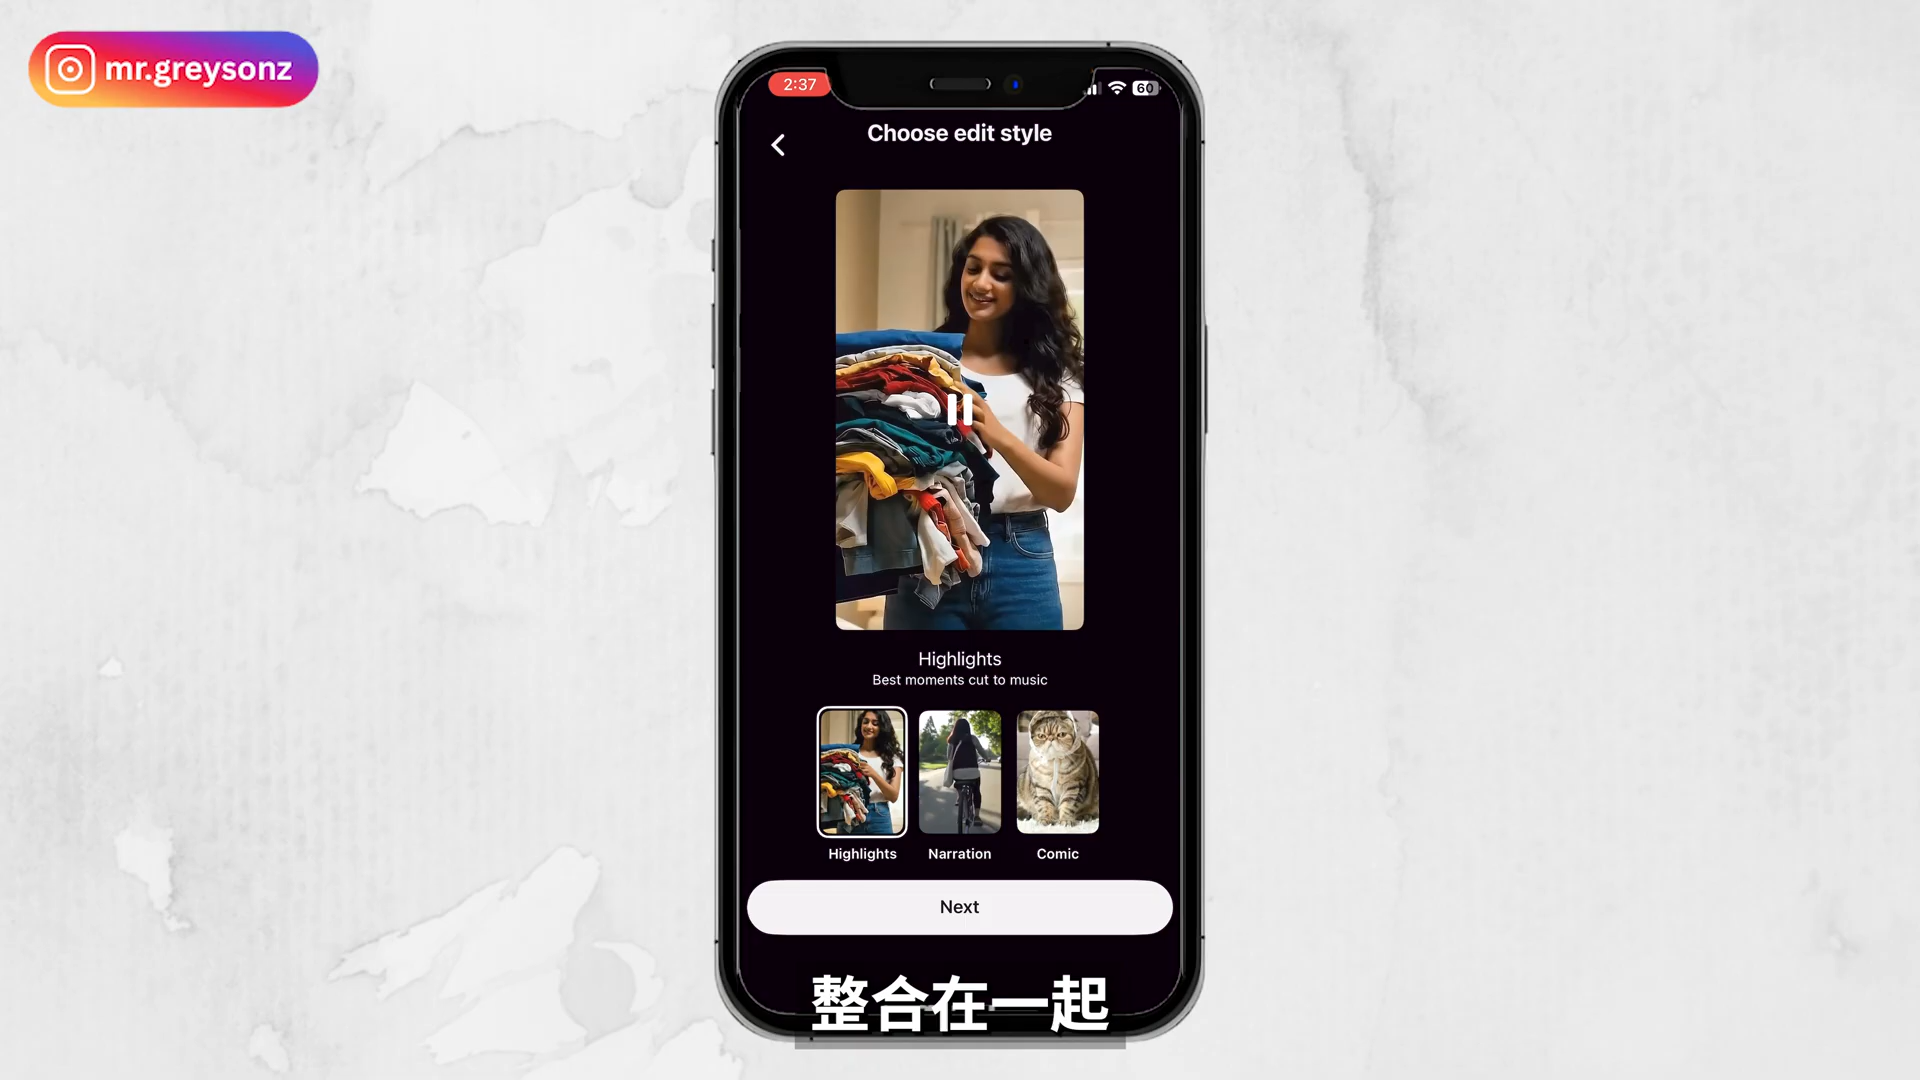 mr.greysonz
2:37
60
Choose edit style
Highlights
Best moments cut to music
Highlights
Narration
Comic
Next
整合在一起